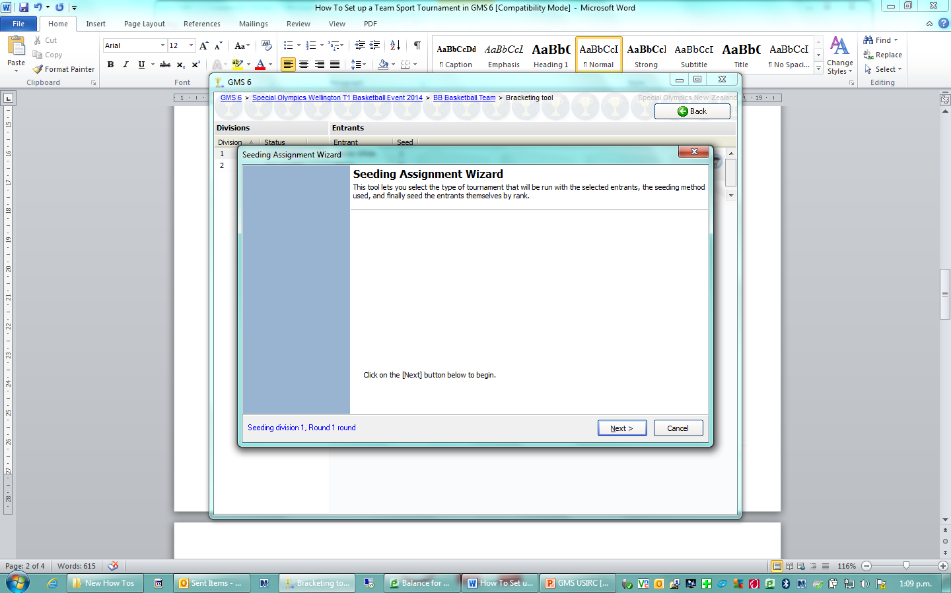 How To Set up a Team Sport Tournament in GMS 6 [Compatibility Mode] - Microsoft Word
File Home Insert Page Layout References Mailings Review View PDF
Paste
Cut
Copy
Format Painter
Clipboard
Arial 12
Font
AaBbCcDd AaBbCcL AaBbC AaBbCcI AaBbCcl AaBbCcI AaBb( AaBbCcI
¶ Caption Emphasis Heading 1 ¶ Normal Strong Subtitle Title ¶ No Spac...
Change Styles
Find
Replace
Select
Editing
GMS 6
GMS 6 > Special Olympics Wellington T1 Basketball Event 2014 > BB Basketball Team > Bracketing tool
Special Olympics New Zealand
Back
Divisions Entrants
Division Status Entrant Seed
1
2
Seeding Assignment Wizard
Seeding Assignment Wizard
This tool lets you select the type of tournament that will be run with the selected entrants, the seeding method
used, and finally seed the entrants themselves by rank.
Click on the [Next] button below to begin.
Seeding division 1, Round 1 round
Next > Cancel
Page: 2 of 4 Words: 615 116%
New How Tos Sent Items - ... Bracketing to... Balance for ... How To Set u... GMS USIRC [... 1:09 p.m.